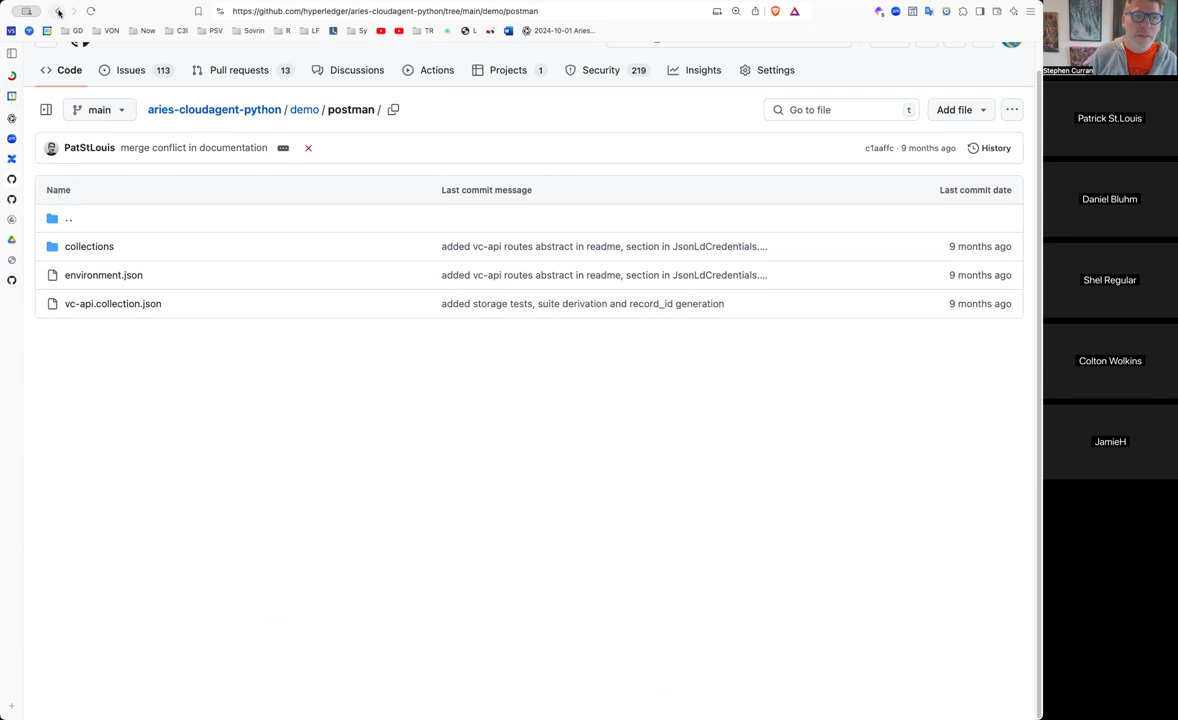 https://github.com/hyperledger/aries-cloudagent-python/tree/main/demo/postman
GD
VON
Now
C3I
PSV
Sovrin
R
LF
Sy
TR
L
2024-10-01 Aries...
Code
Issues 113
Pull requests 13
Discussions
Actions
Projects 1
Security 219
Insights
Settings
main
aries-cloudagent-python / demo / postman /
Go to file
t
Add file
PatStLouis merge conflict in documentation
c1aaffc · 9 months ago
History
Name Last commit message Last commit date
..
collections added vc-api routes abstract in readme, section in JsonLdCredentials.... 9 months ago
environment.json added vc-api routes abstract in readme, section in JsonLdCredentials.... 9 months ago
vc-api.collection.json added storage tests, suite derivation and record_id generation 9 months ago
Stephen Curran
Patrick St.Louis
Daniel Bluhm
Shel Regular
Colton Wolkins
JamieH